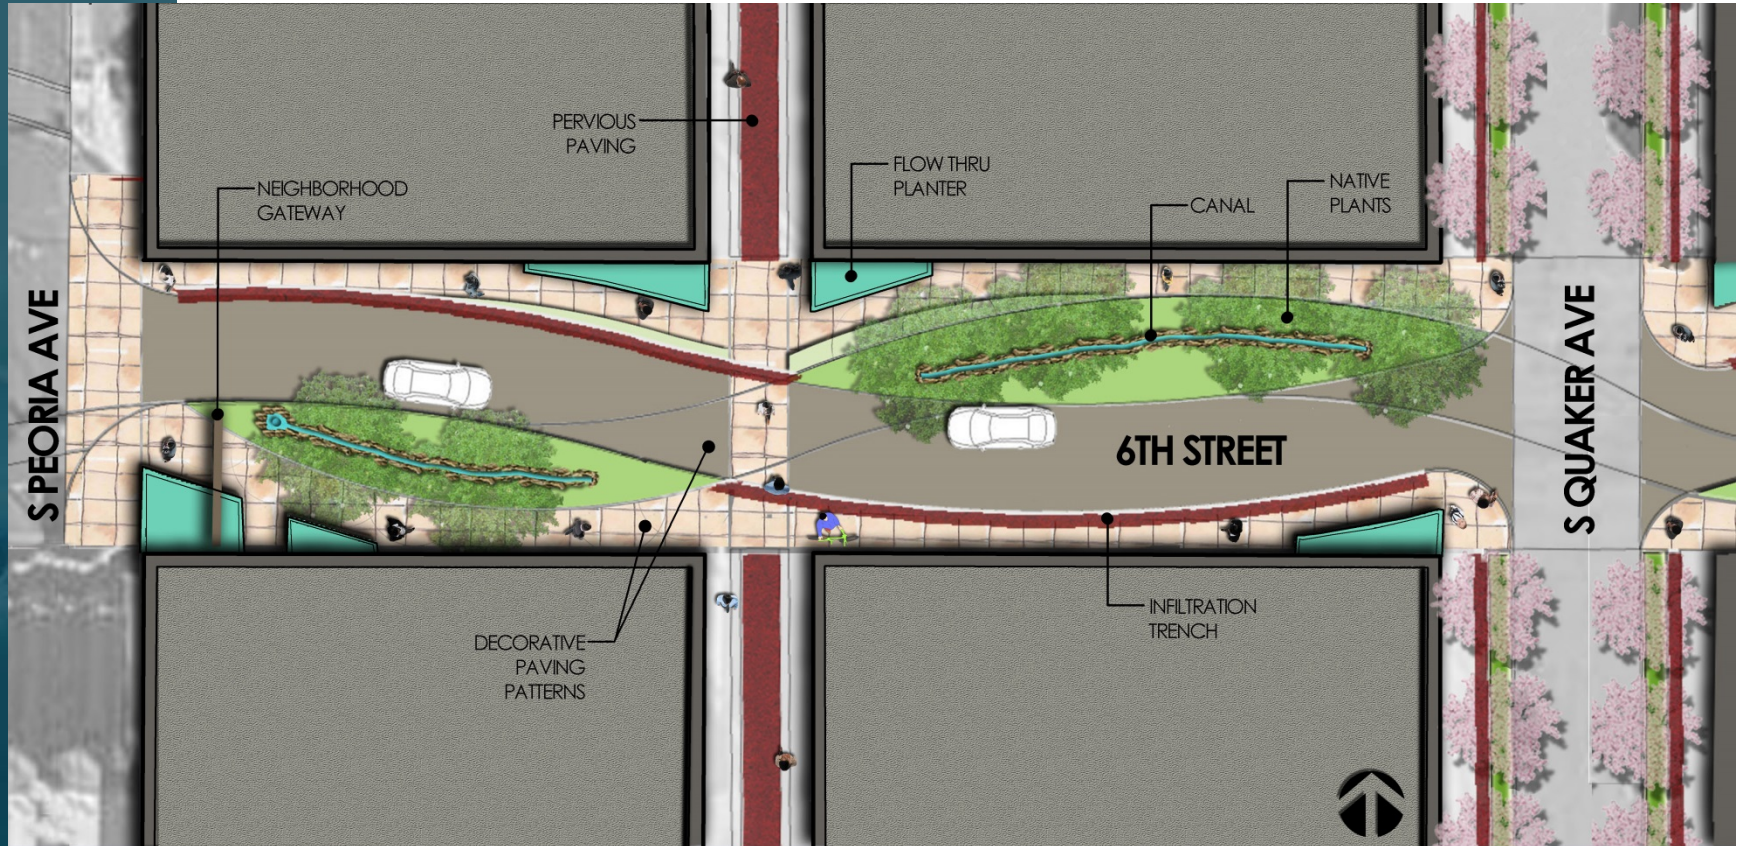 PERVIOUS
PAVING
FLOW THRU
PLANTER
NEIGHBORHOOD
GATEWAY
NATIVE
PLANTS
CANAL
S PEORIA AVE
6TH STREET
S QUAKER AVE
INFILTRATION
TRENCH
DECORATIVE
PAVING
PATTERNS